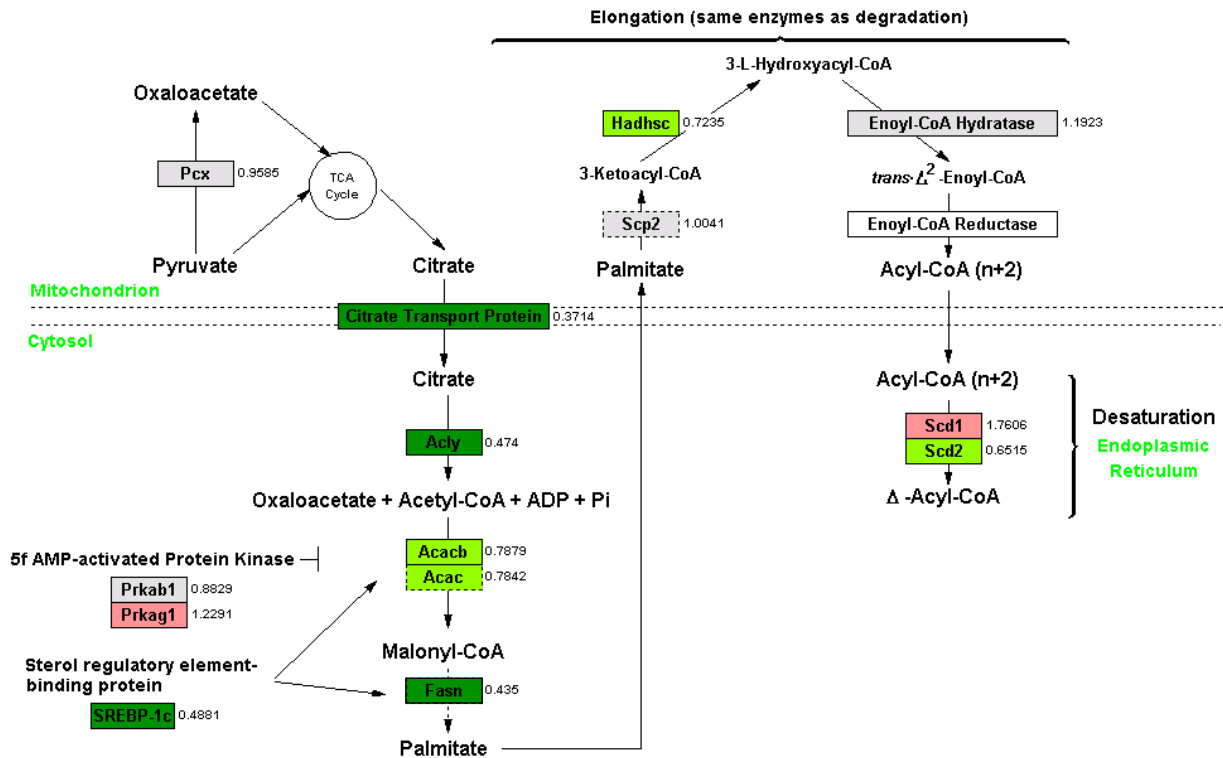 Elongation (same enzymes as degradation)
3-L-Hydroxyacyl-CoA
Oxaloacetate
Hadhsc 0.7235
Enoyl-CoA Hydratase 1.1923
Pcx 0.9585
TCA
Cycle
3-Ketoacyl-CoA
trans-Δ² -Enoyl-CoA
Scp2 1.0041
Enoyl-CoA Reductase
Pyruvate
Citrate
Palmitate
Acyl-CoA (n+2)
Mitochondrion
Citrate Transport Protein 0.3714
Cytosol
Citrate
Acyl-CoA (n+2)
Scd1 1.7606
Scd2 0.6515
Desaturation
Endoplasmic
Reticulum
Acly 0.474
Δ -Acyl-CoA
Oxaloacetate + Acetyl-CoA + ADP + Pi
5f AMP-activated Protein Kinase
Acacb 0.7879
Acac 0.7842
Prkab1 0.8829
Prkag1 1.2291
Malonyl-CoA
Sterol regulatory element-
binding protein
Fasn 0.435
SREBP-1c 0.4881
Palmitate